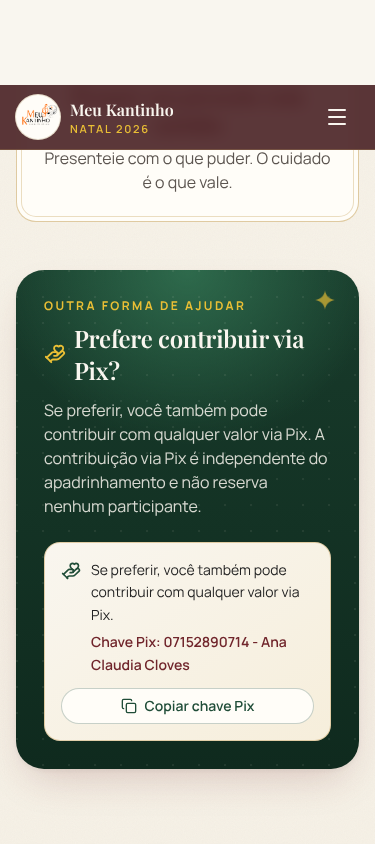 Meu Kantinho
NATAL 2026
Meu
Kantinho
Presenteie com o que puder. O cuidado
é o que vale.
OUTRA FORMA DE AJUDAR
Prefere contribuir via
Pix?
Se preferir, você também pode
contribuir com qualquer valor via Pix. A
contribuição via Pix é independente do
apadrinhamento e não reserva
nenhum participante.
Se preferir, você também pode
contribuir com qualquer valor via
Pix.
Chave Pix: 07152890714 - Ana
Claudia Cloves
Copiar chave Pix